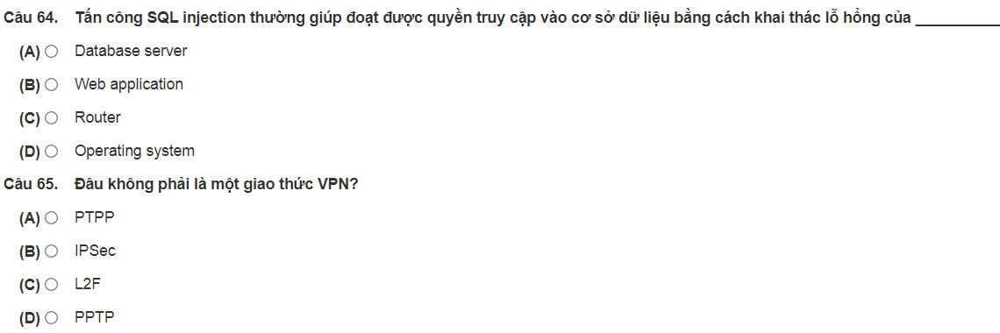 Câu 64. Tấn công SQL injection thường giúp đoạt được quyền truy cập vào cơ sở dữ liệu bằng cách khai thác lỗ hổng của __________
(A) Database server
(B) Web application
(C) Router
(D) Operating system
Câu 65. Đâu không phải là một giao thức VPN?
(A) PTPP
(B) IPSec
(C) L2F
(D) PPTP